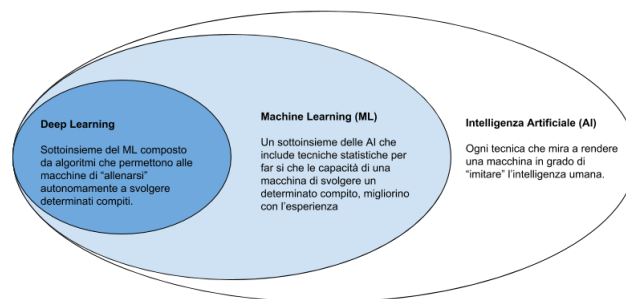 Deep Learning
Sottoinsieme del ML composto
da algoritmi che permettono alle
macchine di “allenarsi”
autonomamente a svolgere
determinati compiti.
Machine Learning (ML)
Un sottoinsieme delle AI che
include tecniche statistiche per
far si che le capacità di una
macchina di svolgere un
determinato compito, migliorino
con l’esperienza
Intelligenza Artificiale (AI)
Ogni tecnica che mira a rendere
una macchina in grado di
“imitare” l’intelligenza umana.